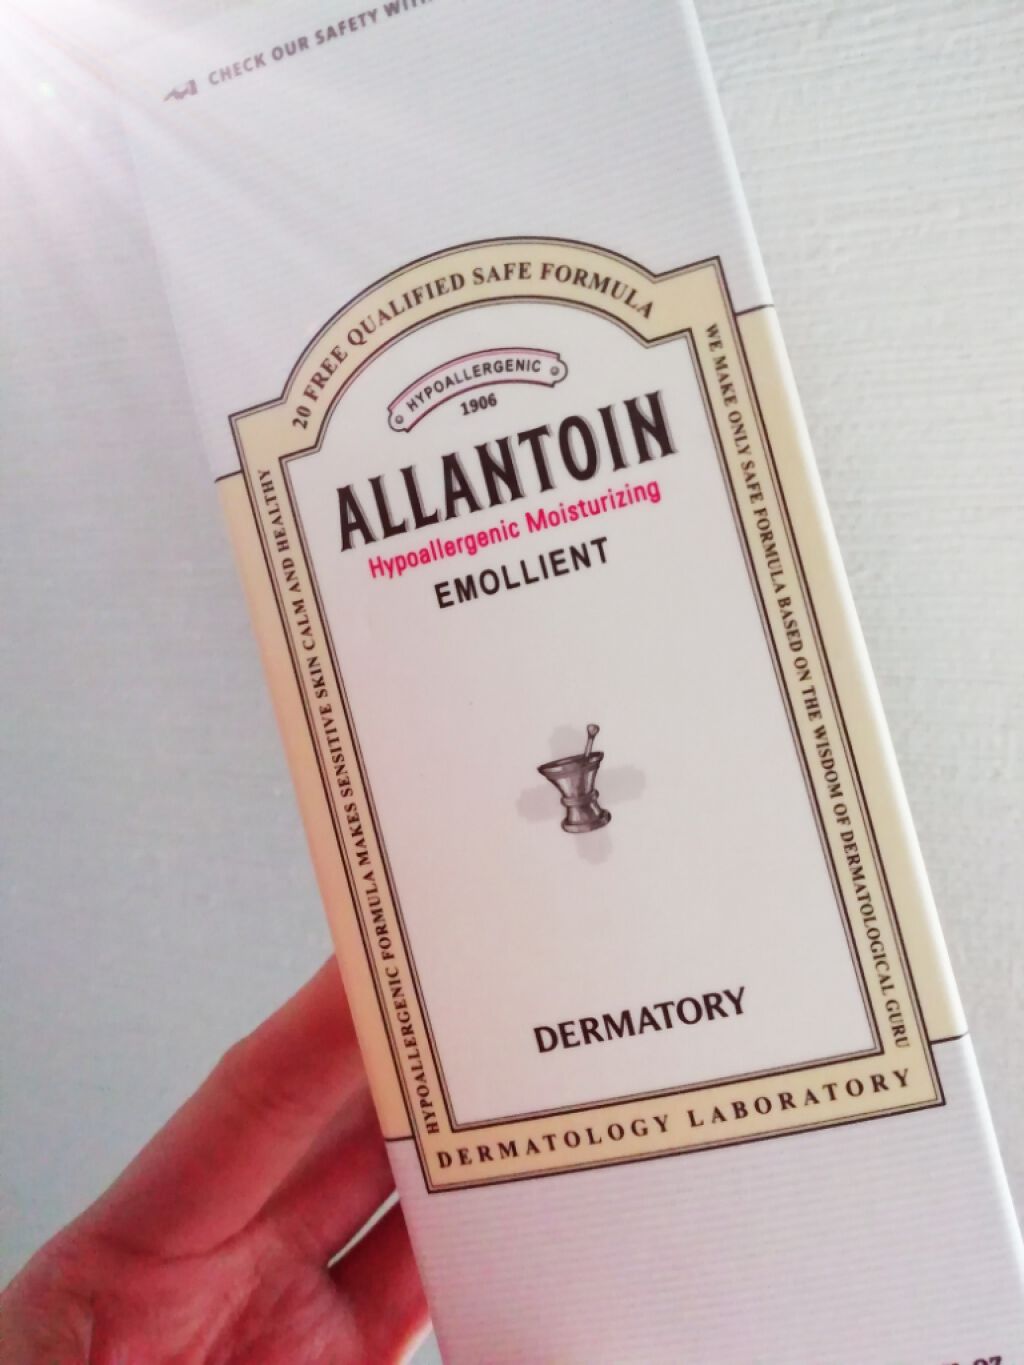 CHECK OUR SAFETY
20 FREE QUALIFIED SAFE FORMULA
HYPOALLERGENIC
1906
ALLANTOIN
Hypoallergenic Moisturizing
EMOLLIENT
HYPOALLERGENIC FORMULA MAKES SENSITIVE SKIN CALM AND HEALTHY
WE MAKE ONLY SAFE FORMULA BASED ON THE WISDOM OF DERMATOLOGICAL GURU
DERMATORY
DERMATOLOGY LABORATORY